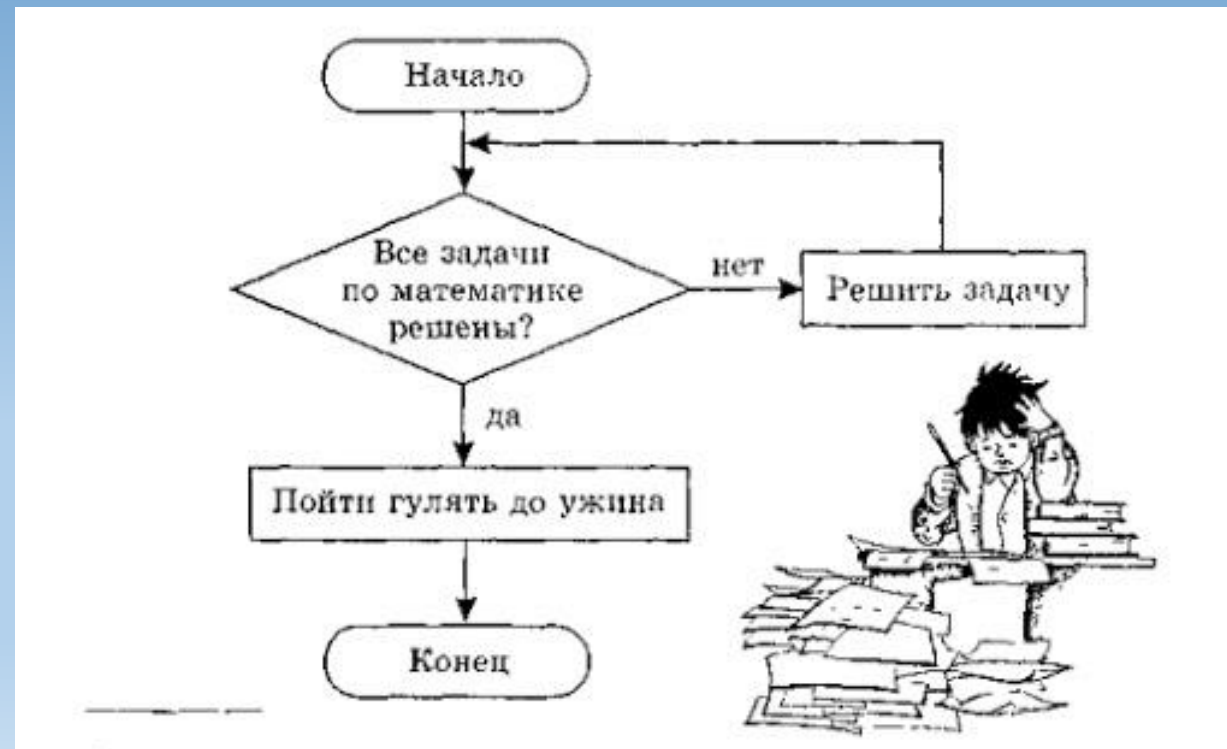 Начало
Все задачи
по математике
решены?
нет
Решить задачу
да
Пойти гулять до ужина
Конец